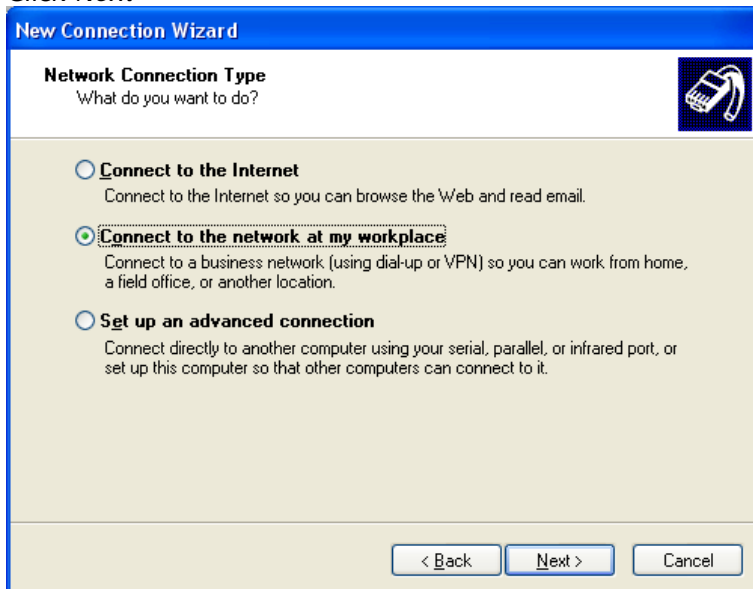 Click Next
New Connection Wizard
Network Connection Type
What do you want to do?
Connect to the Internet
Connect to the Internet so you can browse the Web and read email.
Connect to the network at my workplace
Connect to a business network (using dial-up or VPN) so you can work from home,
a field office, or another location.
Set up an advanced connection
Connect directly to another computer using your serial, parallel, or infrared port, or
set up this computer so that other computers can connect to it.
< Back Next > Cancel